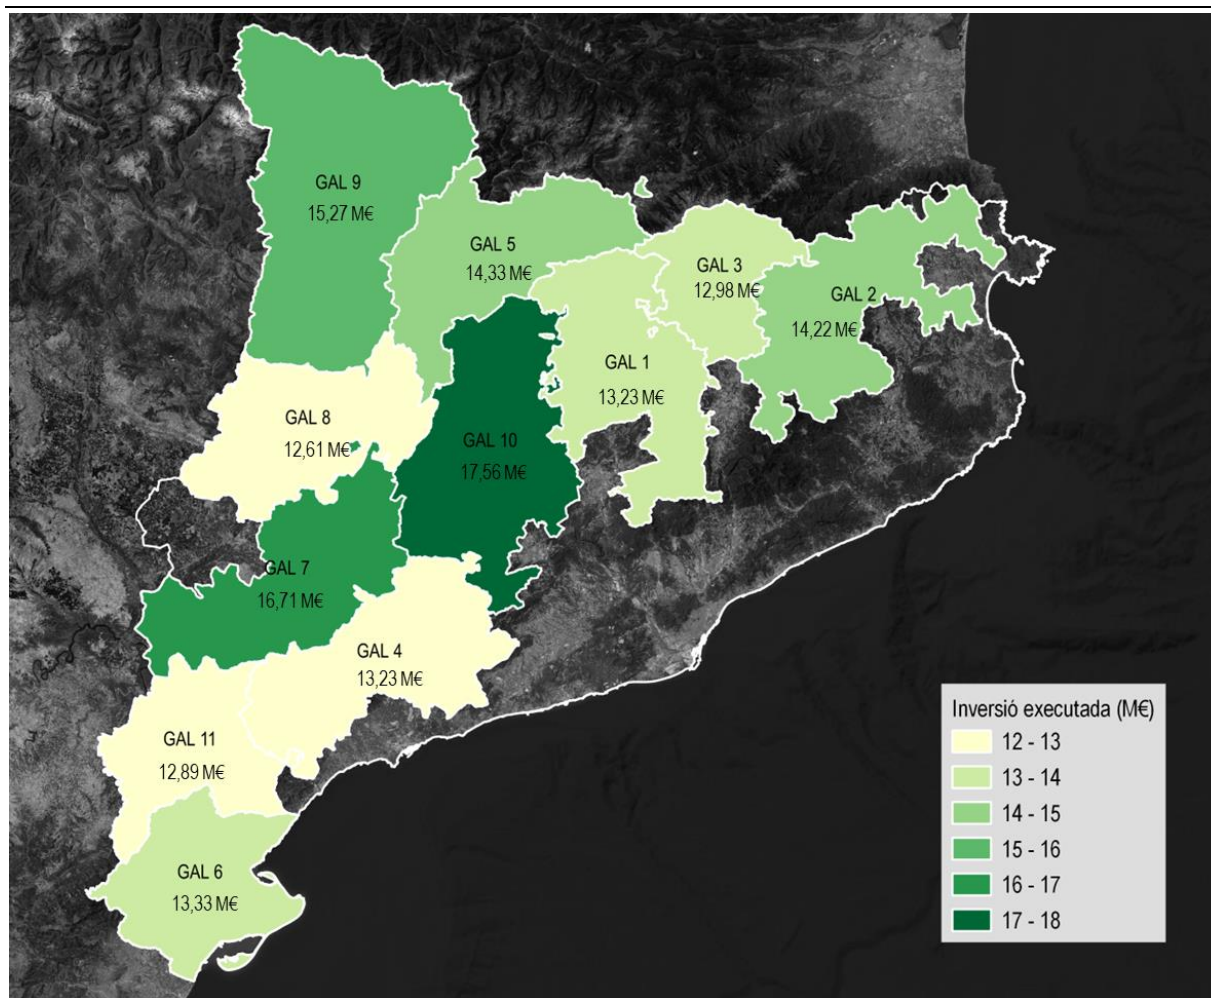 GAL 9
15,27 M€
GAL 5
14,33 M€
GAL 3
12,98 M€
GAL 2
14,22 M€
GAL 1
13,23 M€
GAL 8
12,61 M€
GAL 10
17,56 M€
GAL 7
16,71 M€
GAL 4
13,23 M€
GAL 11
12,89 M€
GAL 6
13,33 M€
Inversió executada (M€)
12 - 13
13 - 14
14 - 15
15 - 16
16 - 17
17 - 18